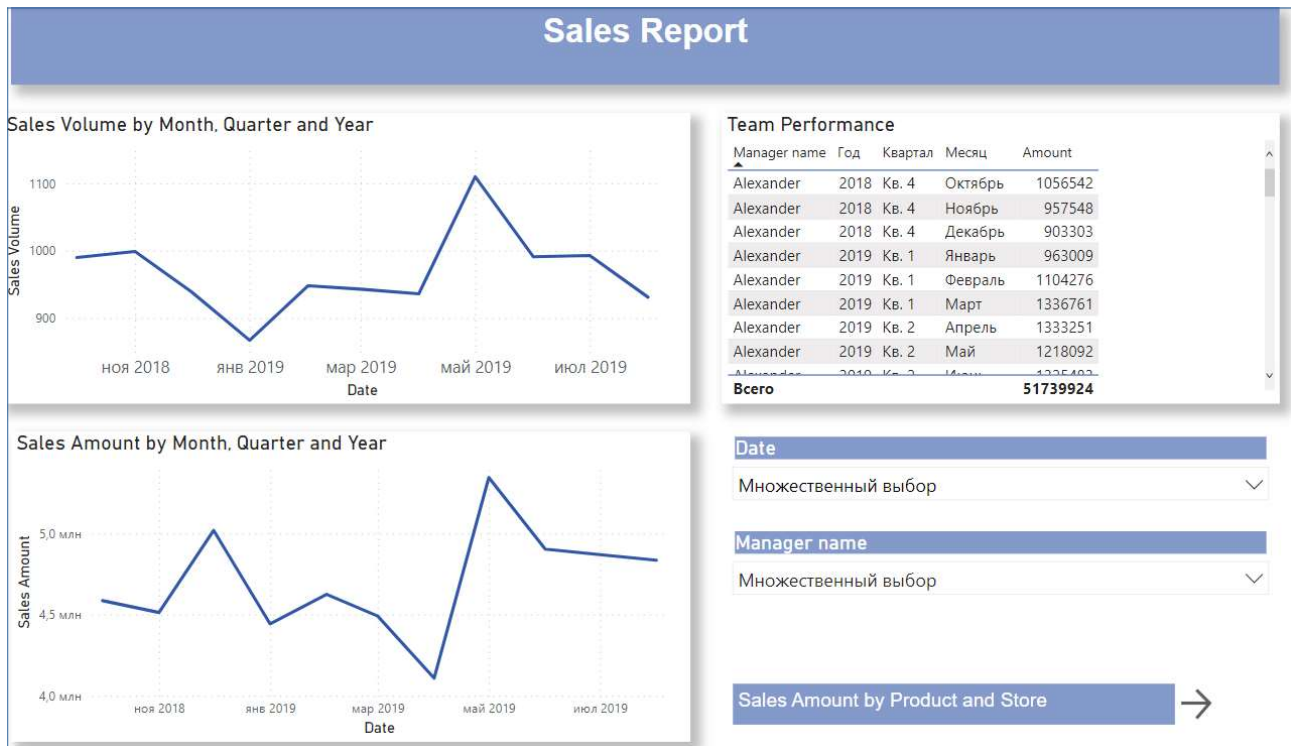 Sales Report
Sales Volume by Month, Quarter and Year
Sales Volume
1100
1000
900
ноя 2018 янв 2019 мар 2019 май 2019 июл 2019
Date
Team Performance
Manager name Год Квартал Месяц Amount
Alexander 2018 Кв. 4 Октябрь 1056542
Alexander 2018 Кв. 4 Ноябрь 957548
Alexander 2018 Кв. 4 Декабрь 903303
Alexander 2019 Кв. 1 Январь 963009
Alexander 2019 Кв. 1 Февраль 1104276
Alexander 2019 Кв. 1 Март 1336761
Alexander 2019 Кв. 2 Апрель 1333251
Alexander 2019 Кв. 2 Май 1218092
Alexander 2019 Кв. 2
Всего 51739924
Sales Amount by Month, Quarter and Year
Sales Amount
5,0 млн
4,5 млн
4,0 млн
ноя 2018 янв 2019 мар 2019 май 2019 июл 2019
Date
Date
Множественный выбор
Manager name
Множественный выбор
Sales Amount by Product and Store